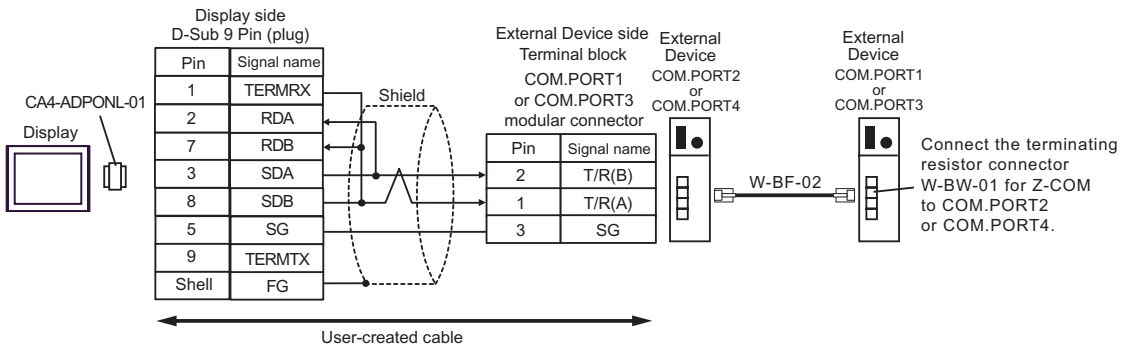 Display side
D-Sub 9 Pin (plug)
Pin Signal name
1 TERMRX
2 RDA
7 RDB
3 SDA
8 SDB
5 SG
9 TERMTX
Shell FG
CA4-ADPONL-01
Display
Shield
External Device side
Terminal block
COM.PORT1
or COM.PORT3
modular connector
Pin Signal name
2 T/R(B)
1 T/R(A)
3 SG
External
Device
COM.PORT2
or
COM.PORT4
W-BF-02
External
Device
COM.PORT1
or
COM.PORT3
Connect the terminating
resistor connector
W-BW-01 for Z-COM
to COM.PORT2
or COM.PORT4.
User-created cable